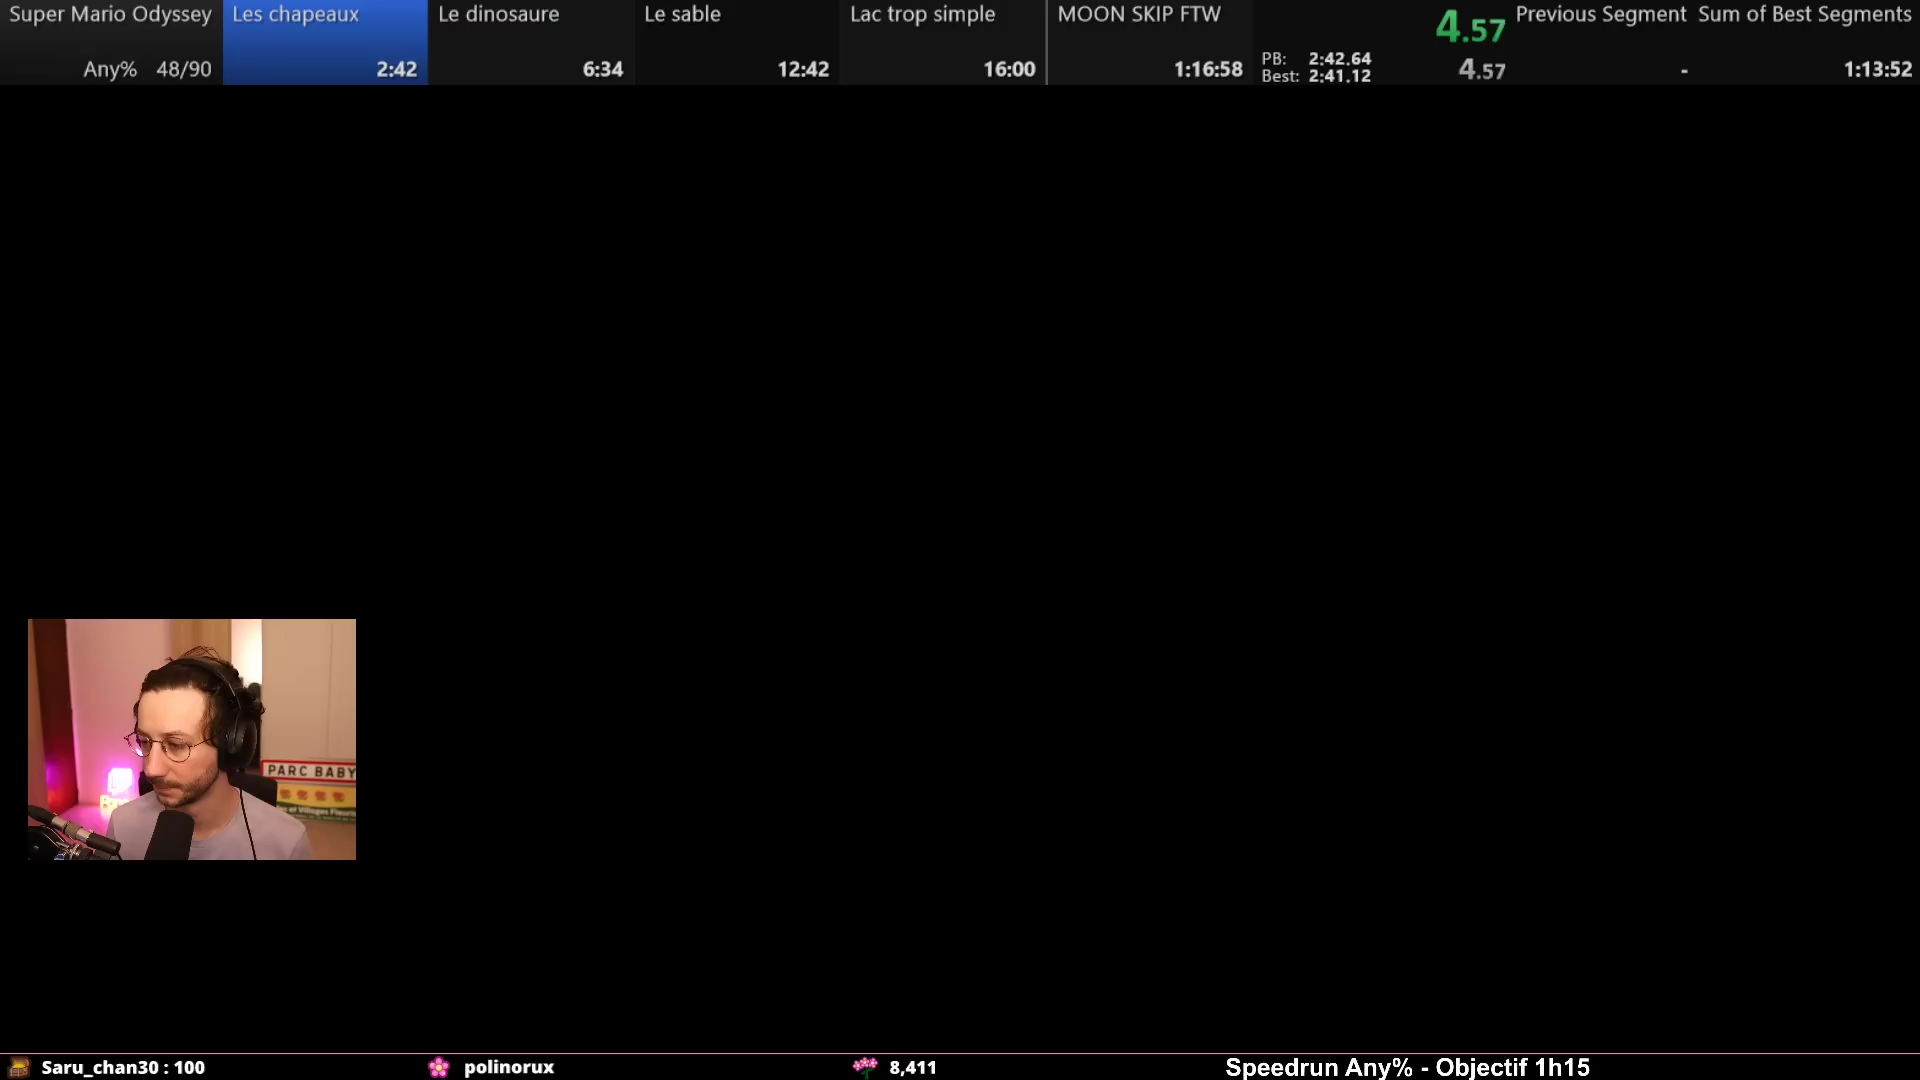 Super Mario Odyssey
Any% 48/90
Les chapeaux
2:42
Le dinosaure
6:34
Le sable
12:42
Lac trop simple
16:00
MOON SKIP FTW
1:16:58
PB: 2:42.64
Best: 2:41.12
4.57
4.57
Previous Segment
-
Sum of Best Segments
1:13:52
PARC BABY
et Villages Fleuris
Saru_chan30 : 100
polinorux
8,411
Speedrun Any% - Objectif 1h15